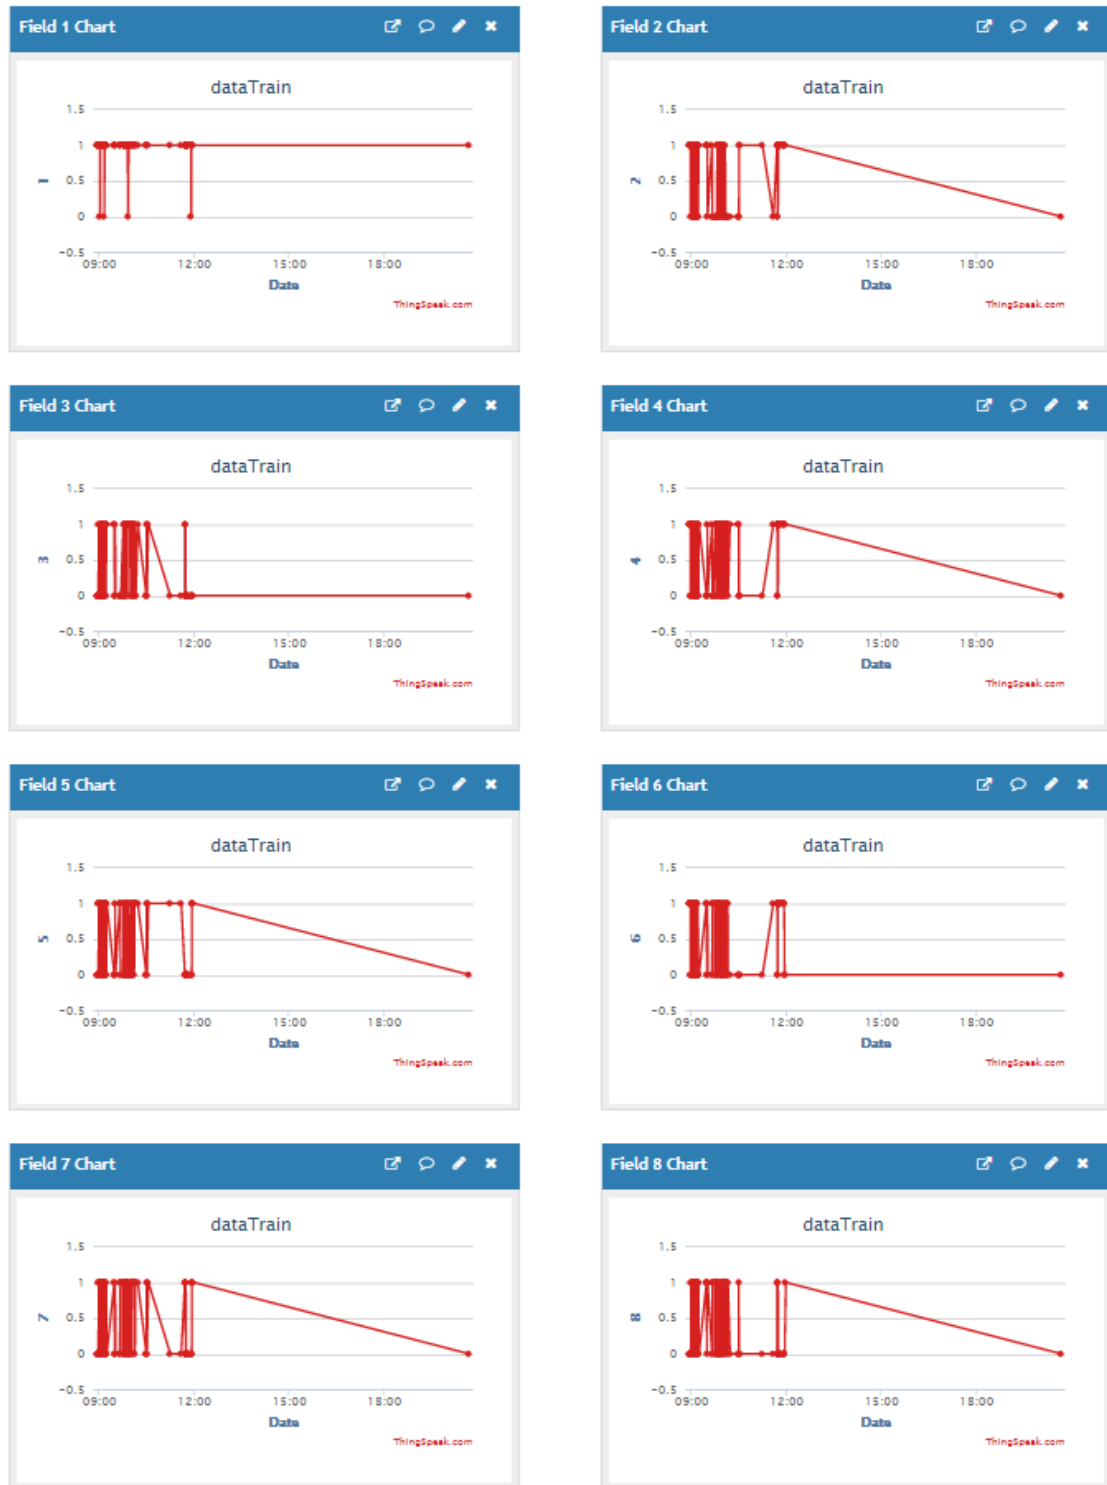 Field 1 Chart
dataTrain
1.5
1
0.5
0
-0.5
1
09:00 12:00 15:00 18:00
Date
ThingSpeak.com
Field 2 Chart
dataTrain
1.5
1
0.5
0
-0.5
2
09:00 12:00 15:00 18:00
Date
ThingSpeak.com
Field 3 Chart
dataTrain
1.5
1
0.5
0
-0.5
3
09:00 12:00 15:00 18:00
Date
ThingSpeak.com
Field 4 Chart
dataTrain
1.5
1
0.5
0
-0.5
4
09:00 12:00 15:00 18:00
Date
ThingSpeak.com
Field 5 Chart
dataTrain
1.5
1
0.5
0
-0.5
5
09:00 12:00 15:00 18:00
Date
ThingSpeak.com
Field 6 Chart
dataTrain
1.5
1
0.5
0
-0.5
6
09:00 12:00 15:00 18:00
Date
ThingSpeak.com
Field 7 Chart
dataTrain
1.5
1
0.5
0
-0.5
7
09:00 12:00 15:00 18:00
Date
ThingSpeak.com
Field 8 Chart
dataTrain
1.5
1
0.5
0
-0.5
8
09:00 12:00 15:00 18:00
Date
ThingSpeak.com